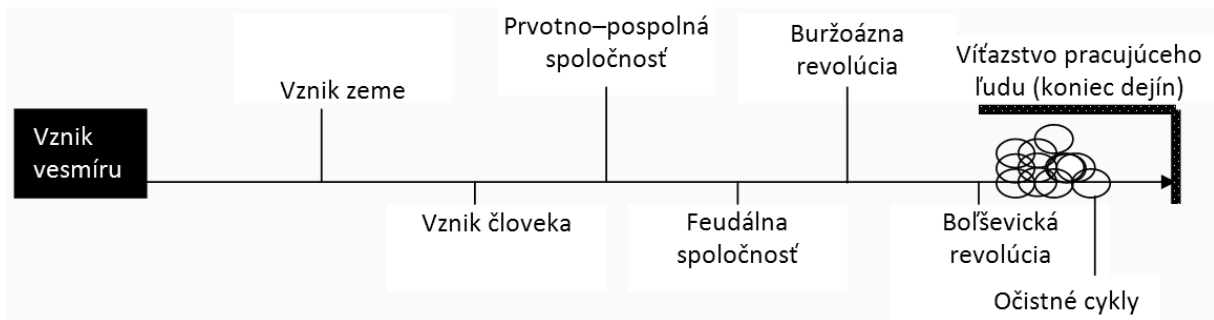 Vznik
vesmíru
Vznik zeme
Vznik človeka
Prvotno–pospolná
spoločnosť
Feudálna
spoločnosť
Buržoázna
revolúcia
Boľševická
revolúcia
Víťazstvo pracujúceho
ľudu (koniec dejín)
Očistné cykly